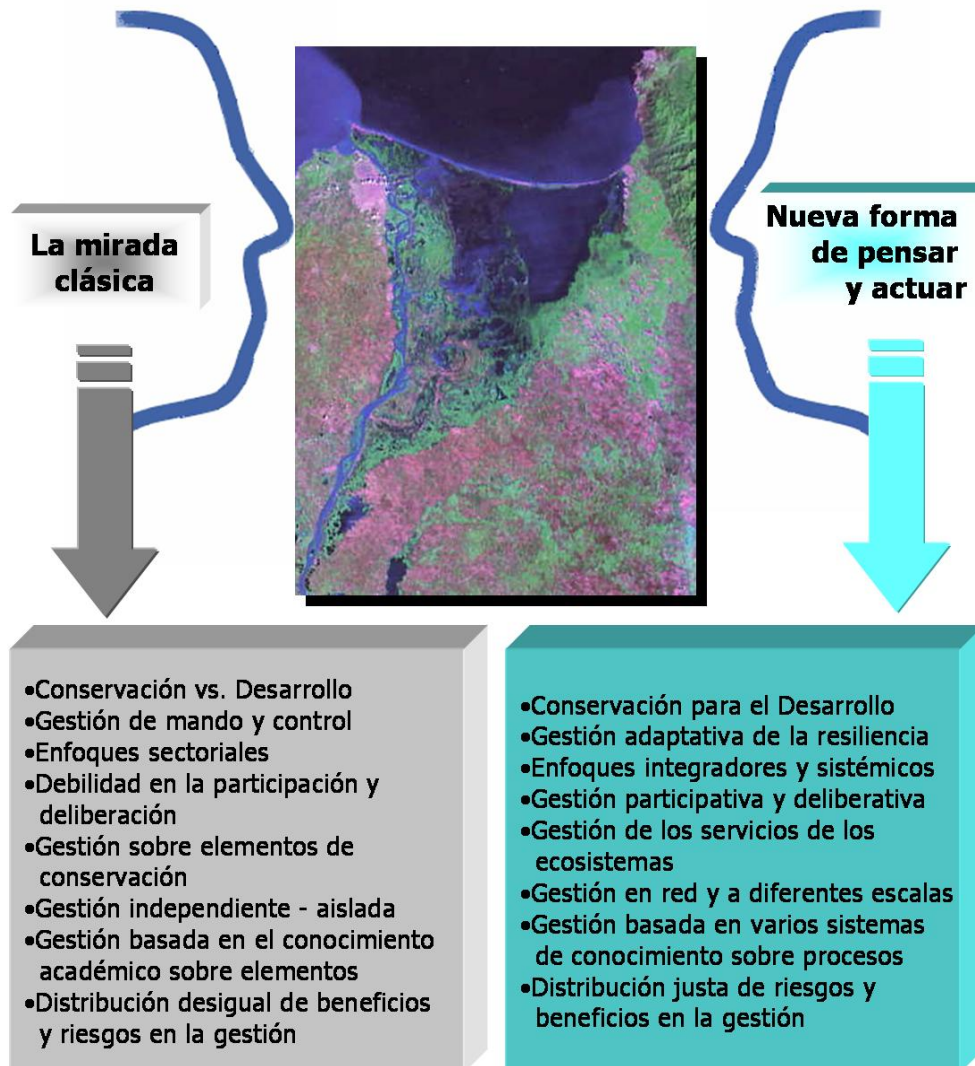 La mirada
clásica
Nueva forma
de pensar
y actuar
•Conservación vs. Desarrollo
•Gestión de mando y control
•Enfoques sectoriales
•Debilidad en la participación y
deliberación
•Gestión sobre elementos de
conservación
•Gestión independiente - aislada
•Gestión basada en el conocimiento
académico sobre elementos
•Distribución desigual de beneficios
y riesgos en la gestión
•Conservación para el Desarrollo
•Gestión adaptativa de la resiliencia
•Enfoques integradores y sistémicos
•Gestión participativa y deliberativa
•Gestión de los servicios de los
ecosistemas
•Gestión en red y a diferentes escalas
•Gestión basada en varios sistemas
de conocimiento sobre procesos
•Distribución justa de riesgos y
beneficios en la gestión